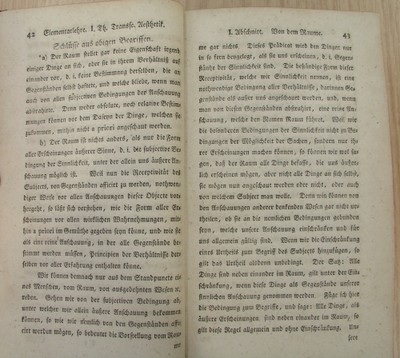 42 Elementarlehre. I. Th. Transsc. Aesthetik.
Schlüsse aus obigen Begriffen.
a) Der Raum stellet gar keine Eigenschaft irgend
einiger Dinge an sich, oder sie in ihrem Verhältniß auf
einander vor, d. i. keine Bestimmung derselben, die an
Gegenständen selbst haftete, und welche bliebe, wenn man
auch von allen subjectiven Bedingungen der Anschauung
abstrahirte. Denn weder absolute, noch relative Bestim-
mungen können vor dem Daseyn der Dinge, welchen sie
zukommen, mithin nicht a priori angeschaut werden.
b) Der Raum ist nichts anders, als nur die Form
aller Erscheinungen äusserer Sinne, d. i. die subjective Be-
dingung der Sinnlichkeit, unter der allein uns äussere An-
schauung möglich ist. Weil nun die Receptivität des
Subjects, von Gegenständen afficirt zu werden, nothwen-
diger Weise vor allen Anschauungen dieser Objecte vor-
hergeht, so läßt sich verstehen, wie die Form aller Er-
scheinungen vor allen wirklichen Wahrnehmungen, mit-
hin a priori im Gemüthe gegeben seyn könne, und wie sie
als eine reine Anschauung, in der alle Gegenstände be-
stimmt werden müssen, Principien der Verhältnisse dersel-
ben vor aller Erfahrung enthalten könne.
Wir können demnach nur aus dem Standpuncte ei-
nes Menschen, vom Raum, von ausgedehnten Wesen re-
den. Gehen wir von der subjectiven Bedingung ab,
unter welcher wir allein äussere Anschauung bekommen
können, so wie wir nämlich von den Gegenständen affi-
cirt werden mögen, so bedeutet die Vorstellung vom Rau-
me
I. Abschnitt. Von dem Raume. 43
me gar nichts. Dieses Prädicat wird den Dingen nur
in so fern beygelegt, als sie uns erscheinen, d. i. Gegen-
stände der Sinnlichkeit sind. Die beständige Form dieser
Receptivität, welche wir Sinnlichkeit nennen, ist eine
nothwendige Bedingung aller Verhältnisse, darinnen Ge-
genstände als ausser uns angeschauet werden, und, wenn
man von diesen Gegenständen abstrahirt, eine reine An-
schauung, welche den Namen Raum führet. Weil wir
die besonderen Bedingungen der Sinnlichkeit nicht zu Be-
dingungen der Möglichkeit der Sachen, sondern nur ih-
rer Erscheinungen machen können, so können wir wol sa-
gen, daß der Raum alle Dinge befasse, die uns äusser-
lich erscheinen mögen, aber nicht alle Dinge an sich selbst,
sie mögen nun angeschaut werden oder nicht, oder auch
von welchem Subject man wolle. Denn wir können von
den Anschauungen anderer denkenden Wesen gar nicht ur-
theilen, ob sie an die nemlichen Bedingungen gebunden
seyen, welche unsere Anschauung einschränken und für
uns allgemein gültig sind. Wenn wir die Einschränkung
eines Urtheils zum Begriff des Subjects hinzufügen, so
gilt das Urtheil alsdenn unbedingt. Der Satz: Alle
Dinge sind neben einander im Raum, gilt unter der Ein-
schränkung, wenn diese Dinge als Gegenstände unserer
sinnlichen Anschauung genommen werden. Füge ich hier
die Bedingung zum Begriffe, und sage: Alle Dinge, als
äussere Erscheinungen, sind neben einander im Raum, so
gilt diese Regel allgemein und ohne Einschränkung. Un-
sere